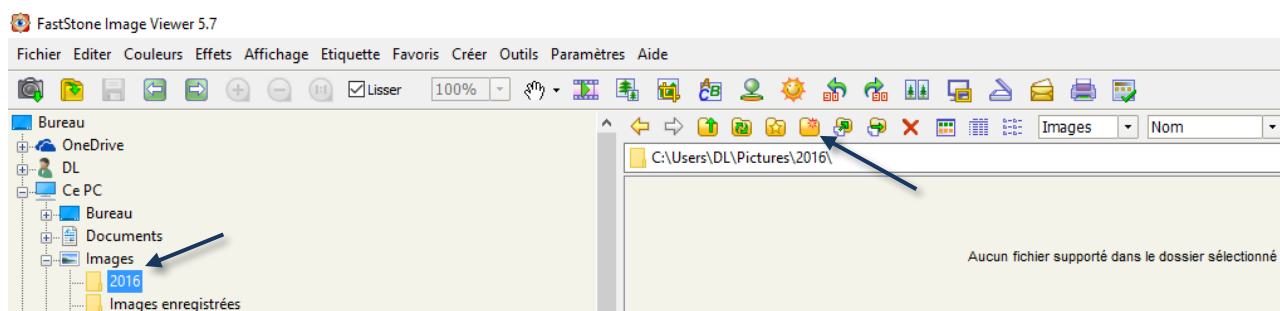 FastStone Image Viewer 5.7
Fichier Editer Couleurs Effets Affichage Etiquette Favoris Créer Outils Paramètres Aide
Lisser 100%
Bureau
Images Nom
OneDrive
C:\Users\DL\Pictures\2016\
DL
Ce PC
Bureau
Documents
Images
Aucun fichier supporté dans le dossier sélectionné
2016
Images enregistrées